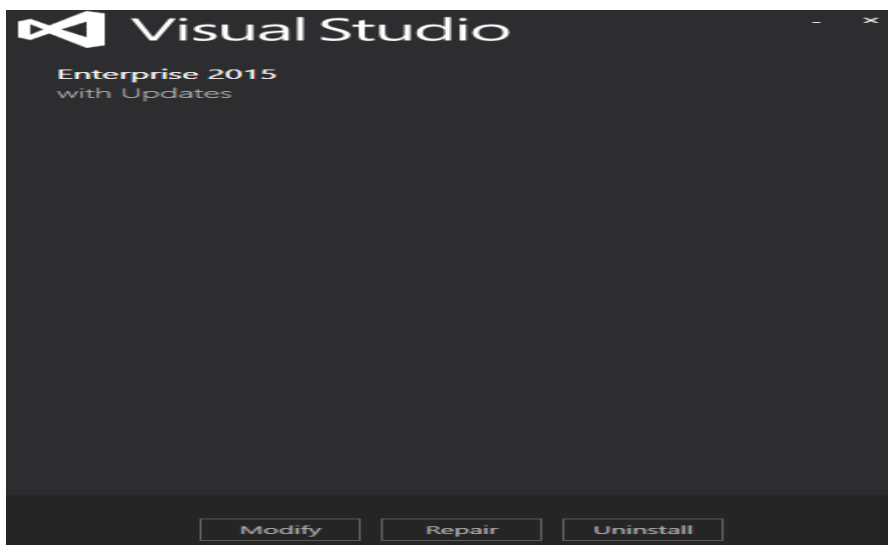 Visual Studio
Enterprise 2015
with Updates
Modify Repair Uninstall